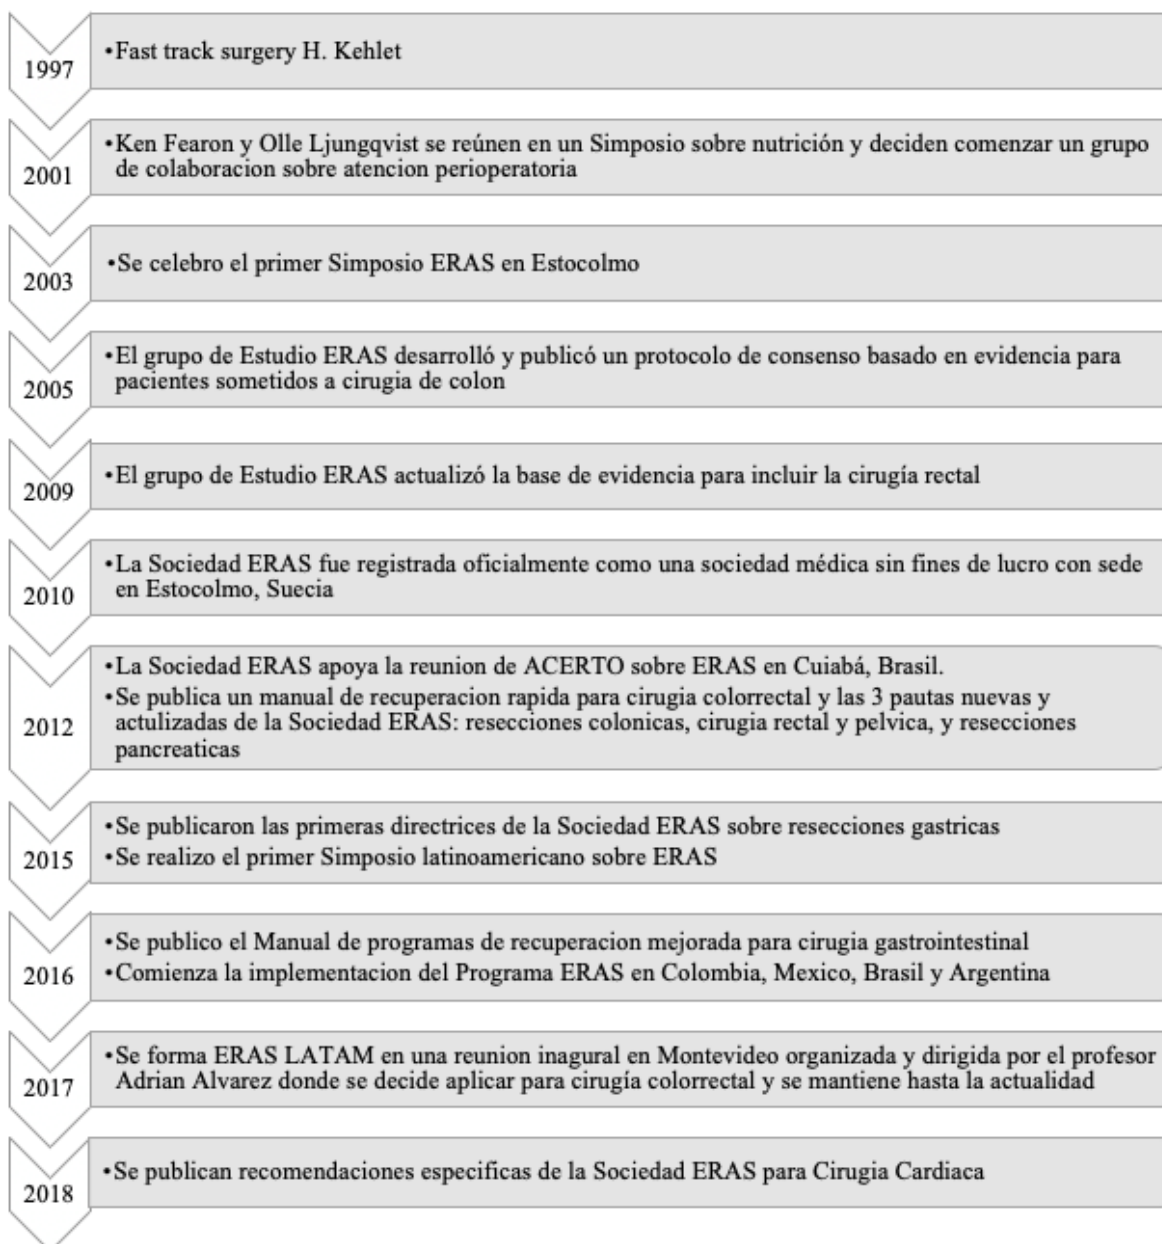 1997
•Fast track surgery H. Kehlet
2001
•Ken Fearon y Olle Ljungqvist se reúnen en un Simposio sobre nutrición y deciden comenzar un grupo
de colaboracion sobre atencion perioperatoria
2003
•Se celebro el primer Simposio ERAS en Estocolmo
2005
•El grupo de Estudio ERAS desarrolló y publicó un protocolo de consenso basado en evidencia para
pacientes sometidos a cirugia de colon
2009
•El grupo de Estudio ERAS actualizó la base de evidencia para incluir la cirugía rectal
2010
•La Sociedad ERAS fue registrada oficialmente como una sociedad médica sin fines de lucro con sede
en Estocolmo, Suecia
2012
•La Sociedad ERAS apoya la reunion de ACERTO sobre ERAS en Cuiabá, Brasil.
•Se publica un manual de recuperacion rapida para cirugia colorrectal y las 3 pautas nuevas y
actulizadas de la Sociedad ERAS: resecciones colonicas, cirugia rectal y pelvica, y resecciones
pancreaticas
2015
•Se publicaron las primeras directrices de la Sociedad ERAS sobre resecciones gastricas
•Se realizo el primer Simposio latinoamericano sobre ERAS
2016
•Se publico el Manual de programas de recuperacion mejorada para cirugia gastrointestinal
•Comienza la implementacion del Programa ERAS en Colombia, Mexico, Brasil y Argentina
2017
•Se forma ERAS LATAM en una reunion inagural en Montevideo organizada y dirigida por el profesor
Adrian Alvarez donde se decide aplicar para cirugía colorrectal y se mantiene hasta la actualidad
2018
•Se publican recomendaciones especificas de la Sociedad ERAS para Cirugia Cardiaca